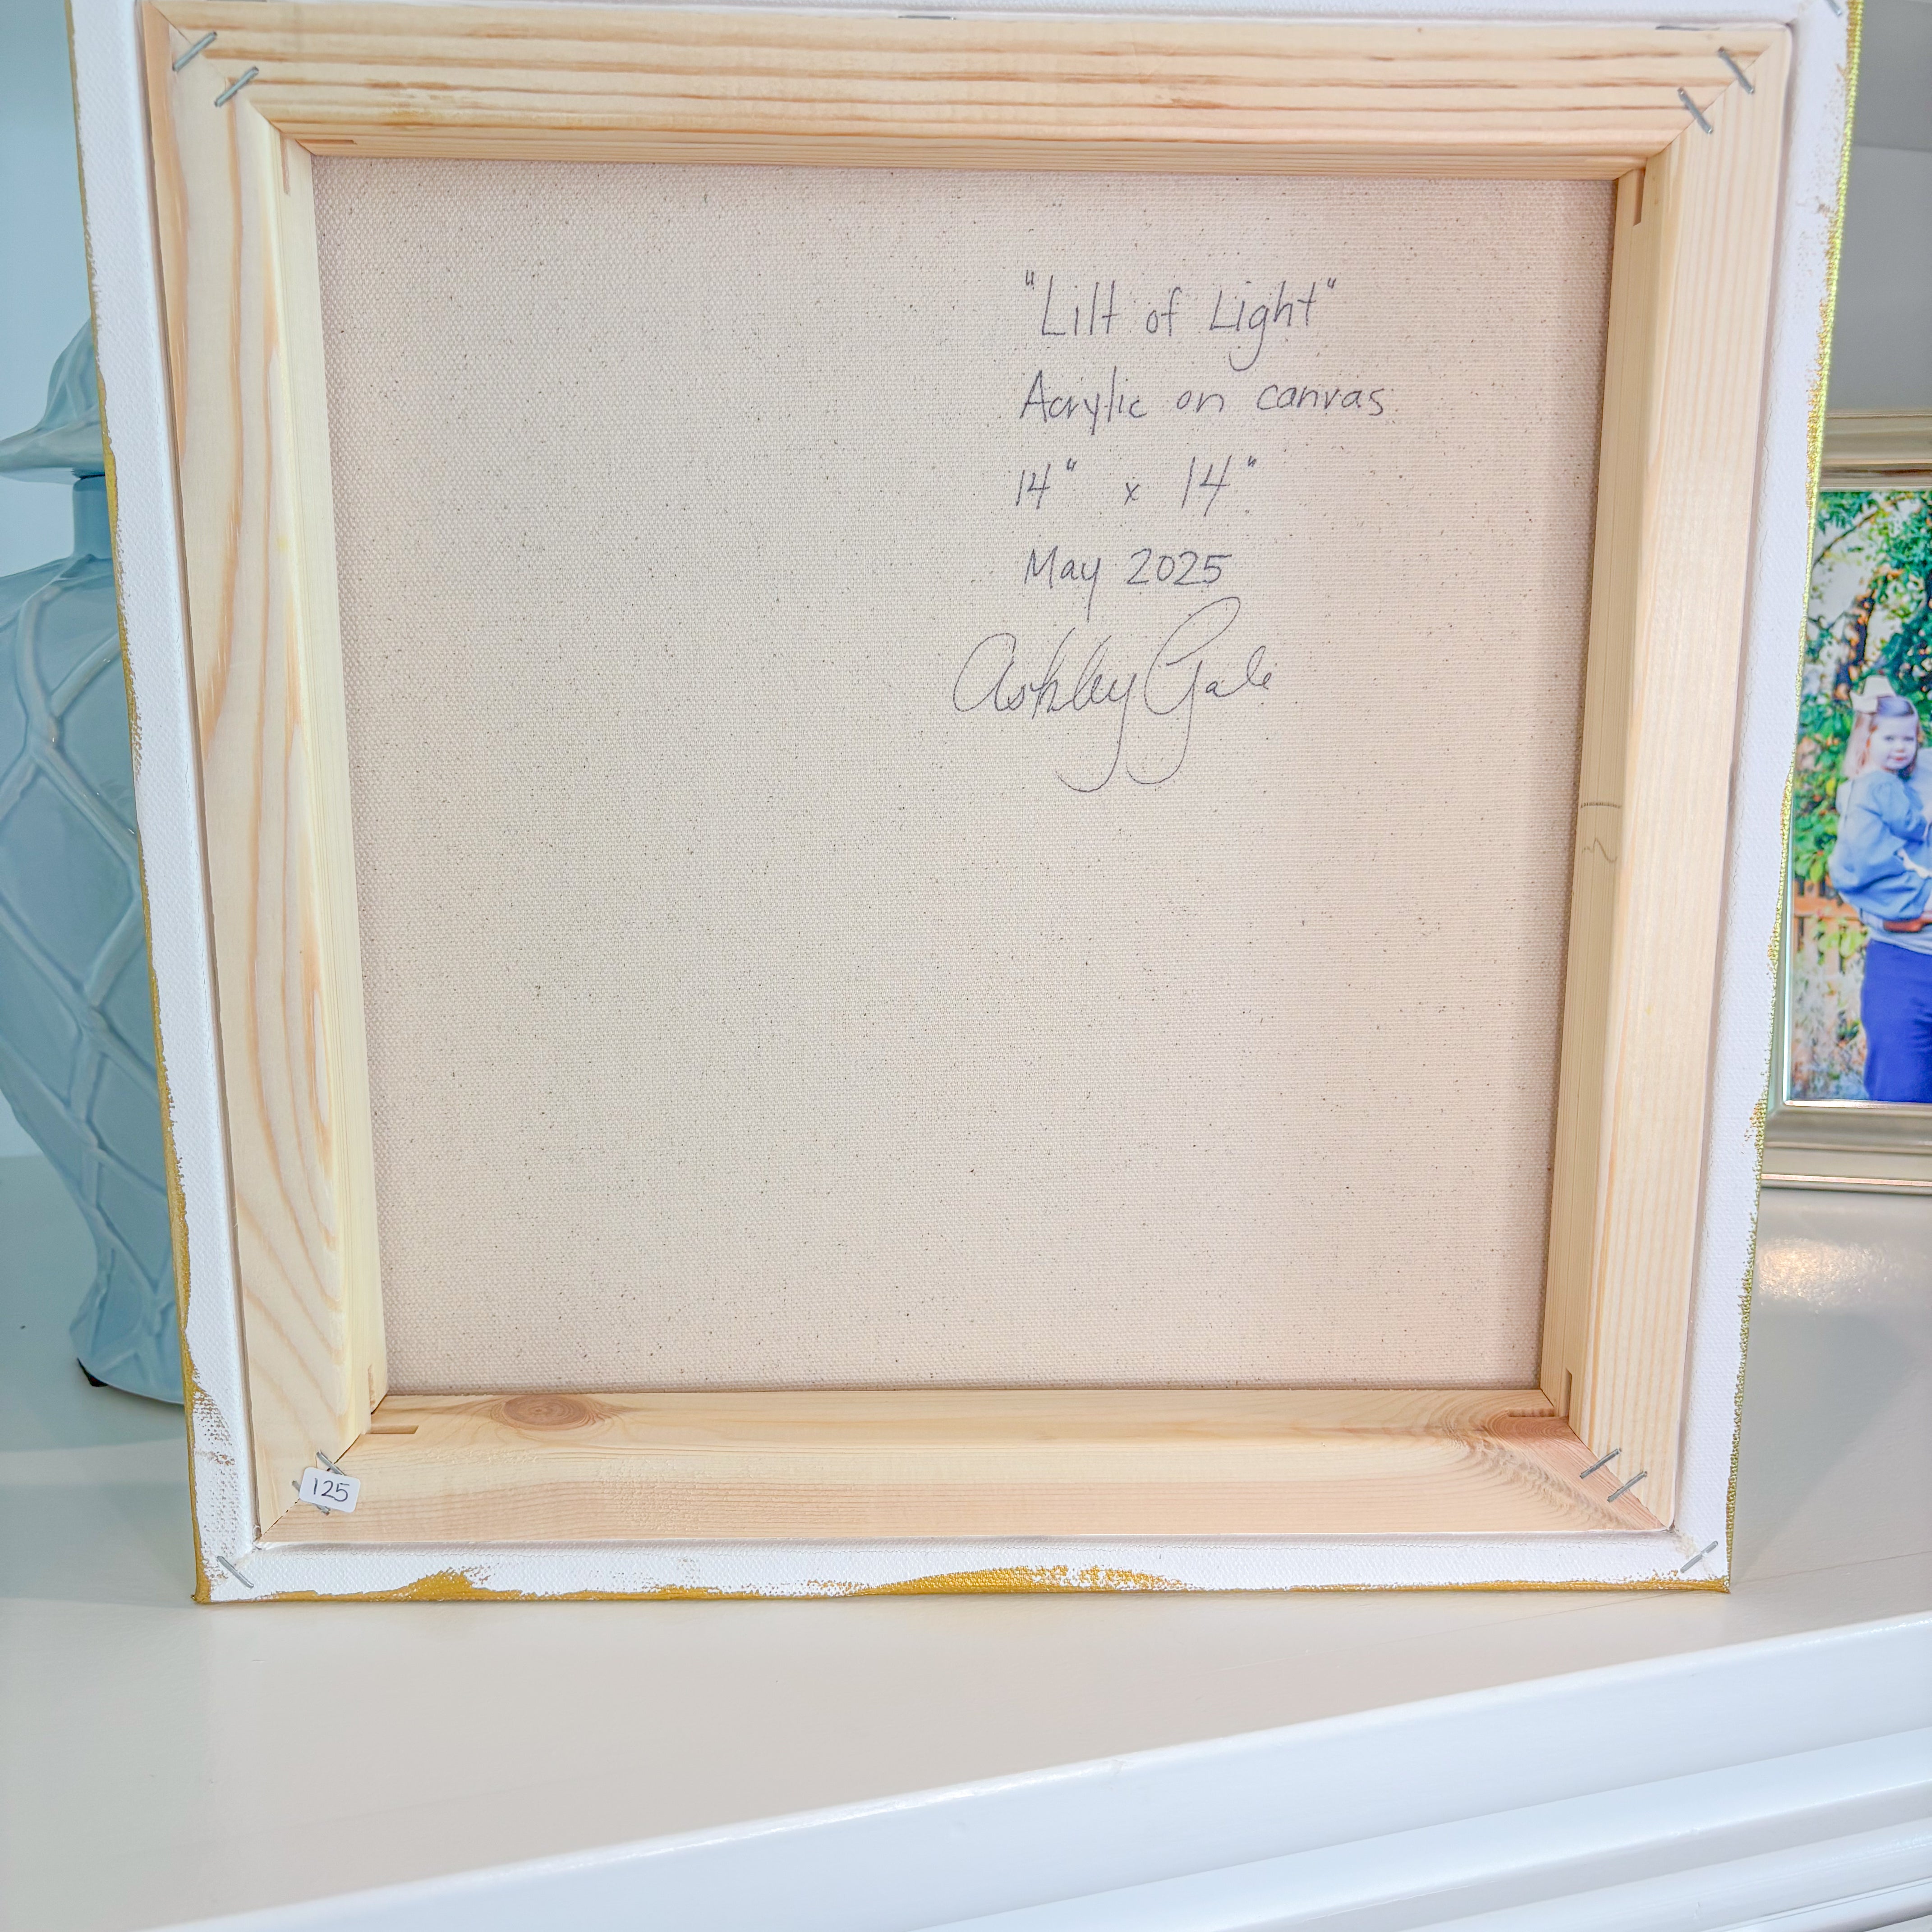 "Lilt of Light"
Acrylic on canvas
14" x 14"
May 2025
Ashley Gale
125